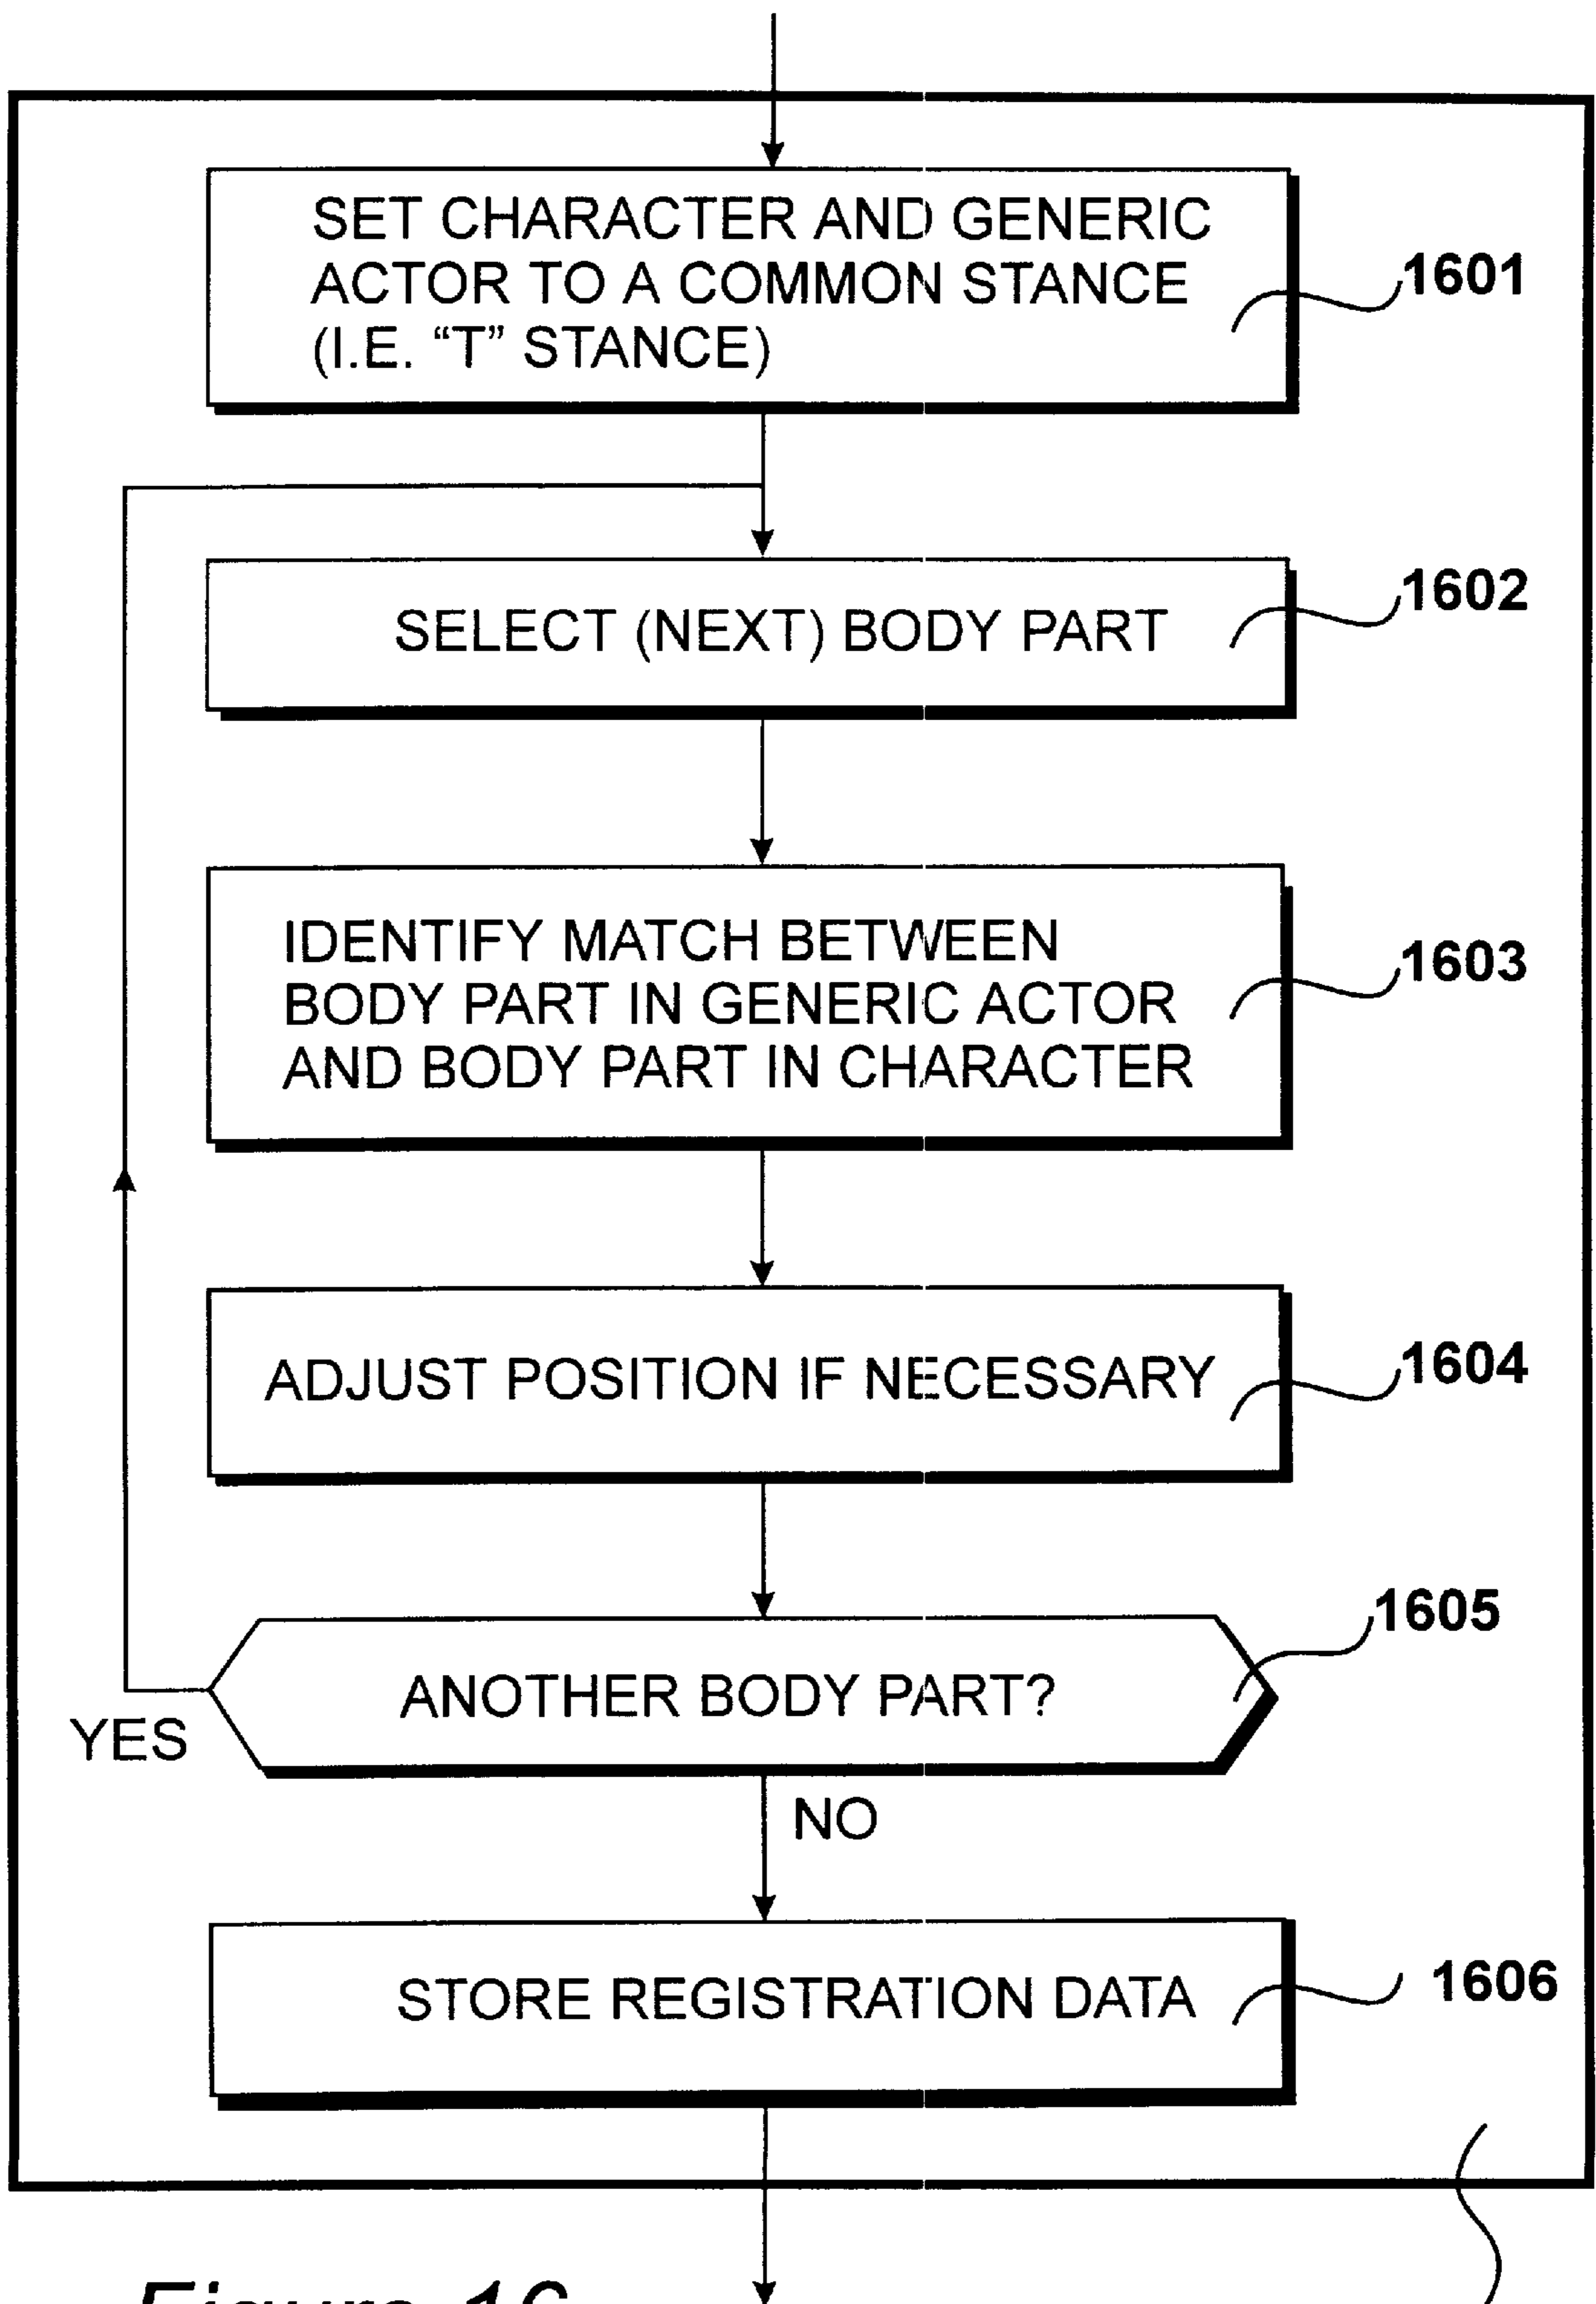 SET CHARACTER AND GENERIC
ACTOR TO A COMMON STANCE
(I.E. “T” STANCE)
1601
SELECT (NEXT) BODY PART
1602
IDENTIFY MATCH BETWEEN
BODY PART IN GENERIC ACTOR
AND BODY PART IN CHARACTER
1603
ADJUST POSITION IF NECESSARY
1604
ANOTHER BODY PART?
1605
YES
NO
STORE REGISTRATION DATA
1606
Figure 16